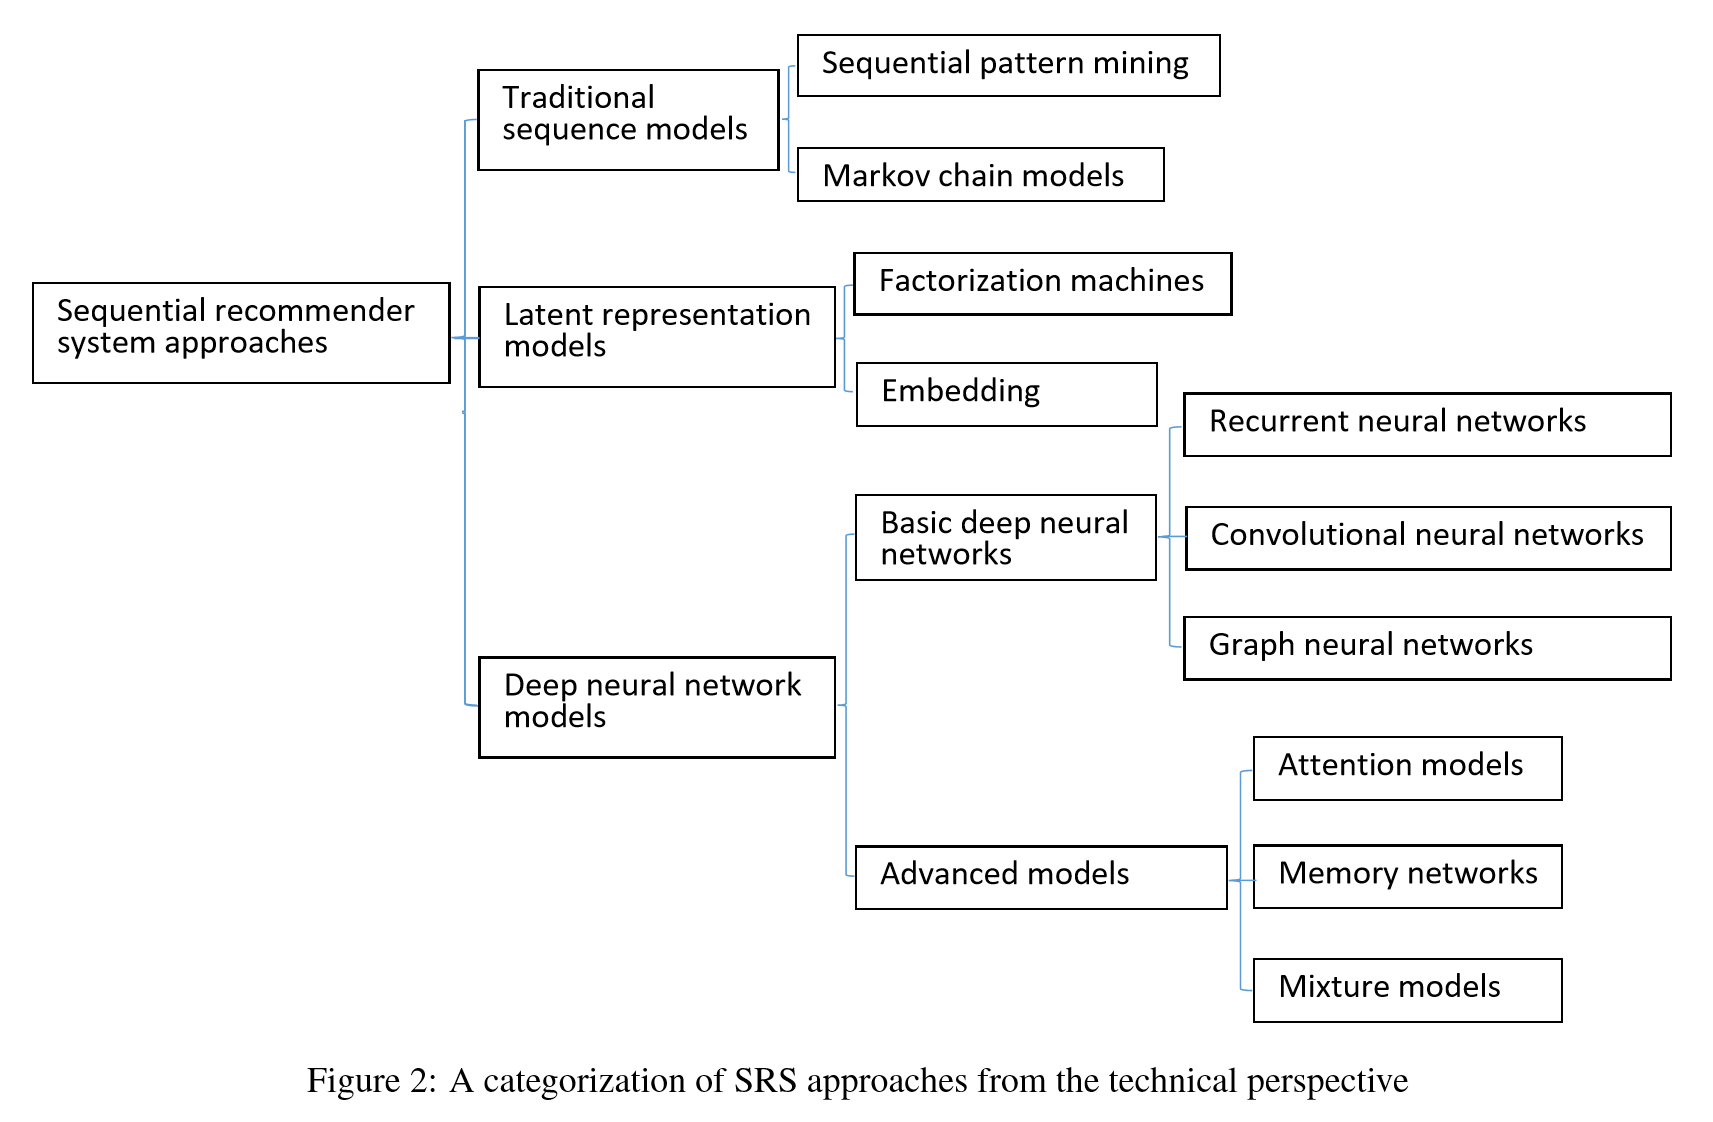 Sequential recommender
system approaches
Traditional
sequence models
Sequential pattern mining
Markov chain models
Latent representation
models
Factorization machines
Embedding
Deep neural network
models
Basic deep neural
networks
Recurrent neural networks
Convolutional neural networks
Graph neural networks
Advanced models
Attention models
Memory networks
Mixture models
Figure 2: A categorization of SRS approaches from the technical perspective